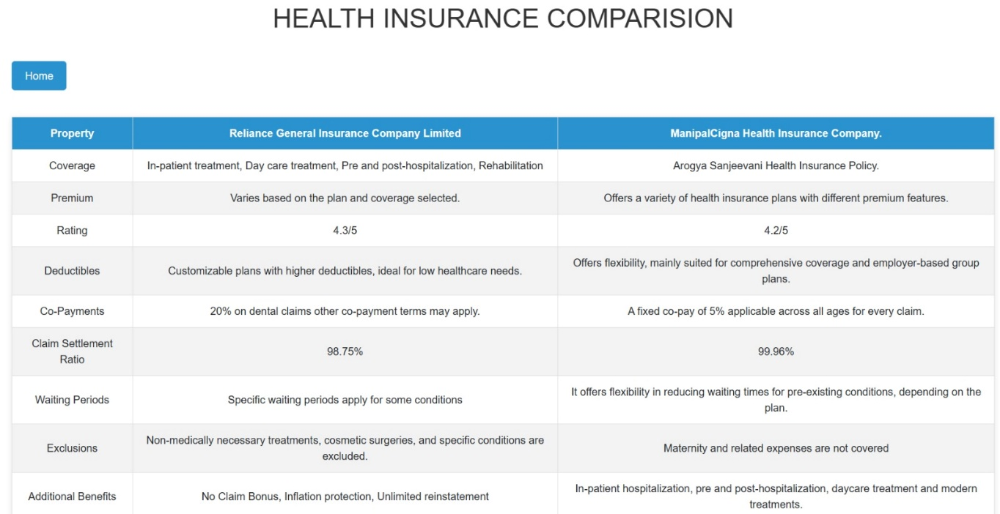 HEALTH INSURANCE COMPARISION
Home
Property Reliance General Insurance Company Limited ManipalCigna Health Insurance Company.
Coverage In-patient treatment, Day care treatment, Pre and post-hospitalization, Rehabilitation Arogya Sanjeevani Health Insurance Policy.
Premium Varies based on the plan and coverage selected. Offers a variety of health insurance plans with different premium features.
Rating 4.3/5 4.2/5
Deductibles Customizable plans with higher deductibles, ideal for low healthcare needs. Offers flexibility, mainly suited for comprehensive coverage and employer-based group
plans.
Co-Payments 20% on dental claims other co-payment terms may apply. A fixed co-pay of 5% applicable across all ages for every claim.
Claim Settlement
Ratio 98.75% 99.96%
Waiting Periods Specific waiting periods apply for some conditions It offers flexibility in reducing waiting times for pre-existing conditions, depending on the
plan.
Exclusions Non-medically necessary treatments, cosmetic surgeries, and specific conditions are
excluded. Maternity and related expenses are not covered
Additional Benefits No Claim Bonus, Inflation protection, Unlimited reinstatement In-patient hospitalization, pre and post-hospitalization, daycare treatment and modern
treatments.